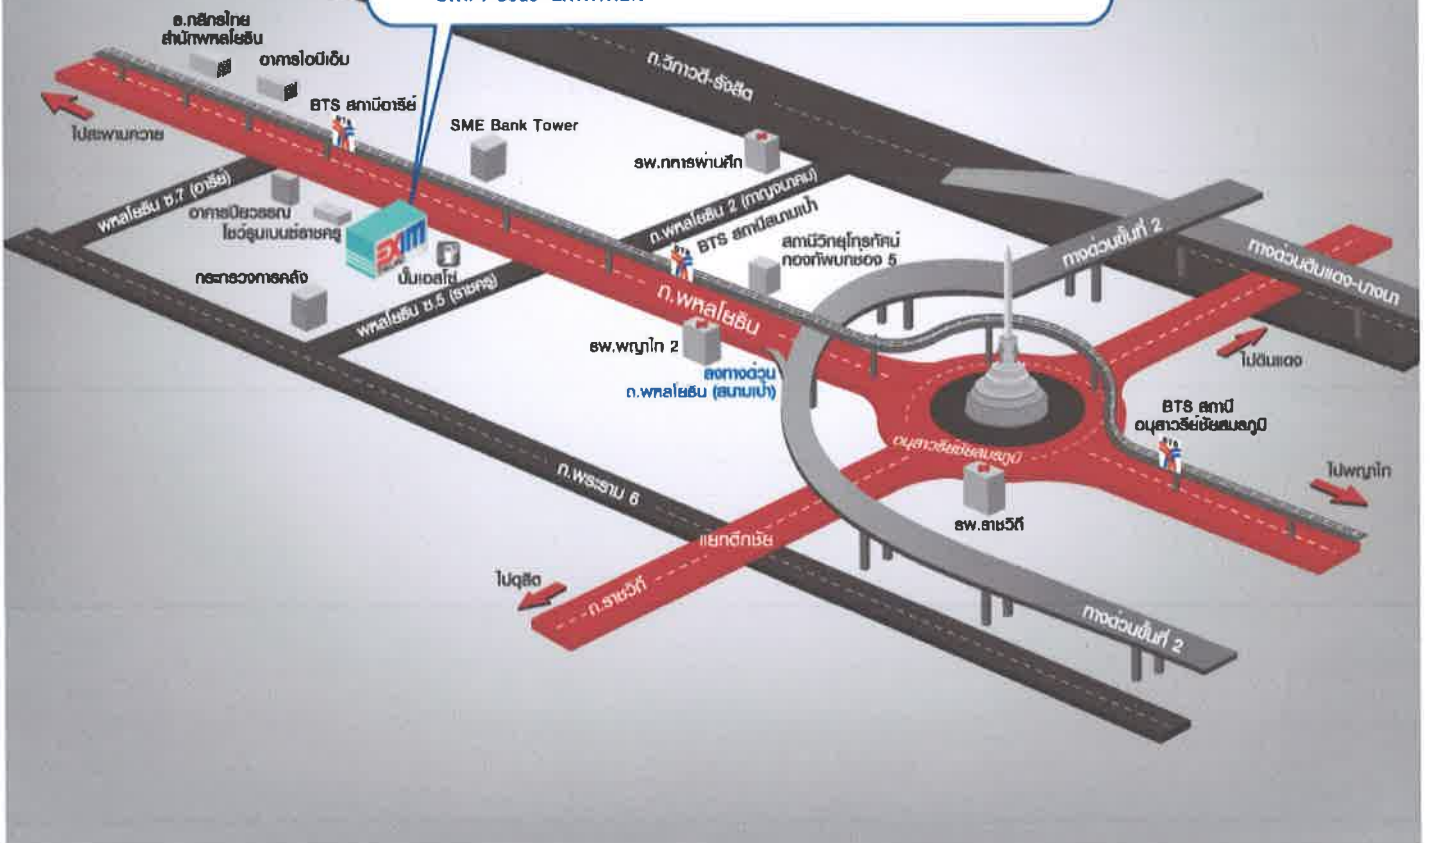 ธ.กสิกรไทย
สำนักพหลโยธิน
อาคารไอบีเอ็ม
BTS สถานีอารีย์
BTS
ไปสะพานควาย
SME Bank Tower
ถ.วิภาวดี-รังสิต
รพ.ทหารผ่านศึก
พหลโยธิน ซ.7 (อารีย์)
อาคารปิยวรรณ
โชว์รูมเบนซ์ราชครู
EXIM
ปั๊มเอสโซ่
กระทรวงการคลัง
พหลโยธิน ซ.5 (ราชครู)
ถ.พหลโยธิน 2 (กาญจนาคม)
BTS สถานีสนามเป้า
สถานีวิทยุโทรทัศน์
กองทัพบกช่อง 5
ทางด่วนขั้นที่ 2
ทางด่วนดินแดง-บางนา
ถ.พหลโยธิน
รพ.พญาไท 2
ลงทางด่วน
ถ.พหลโยธิน (สนามเป้า)
ไปดินแดง
BTS สถานี
อนุสาวรีย์ชัยสมรภูมิ
BTS
อนุสาวรีย์ชัยสมรภูมิ
ไปพญาไท
รพ.ราชวิถี
ถ.พระราม 6
แยกตึกชัย
ไปดุสิต
ถ.ราชวิถี
ทางด่วนขั้นที่ 2